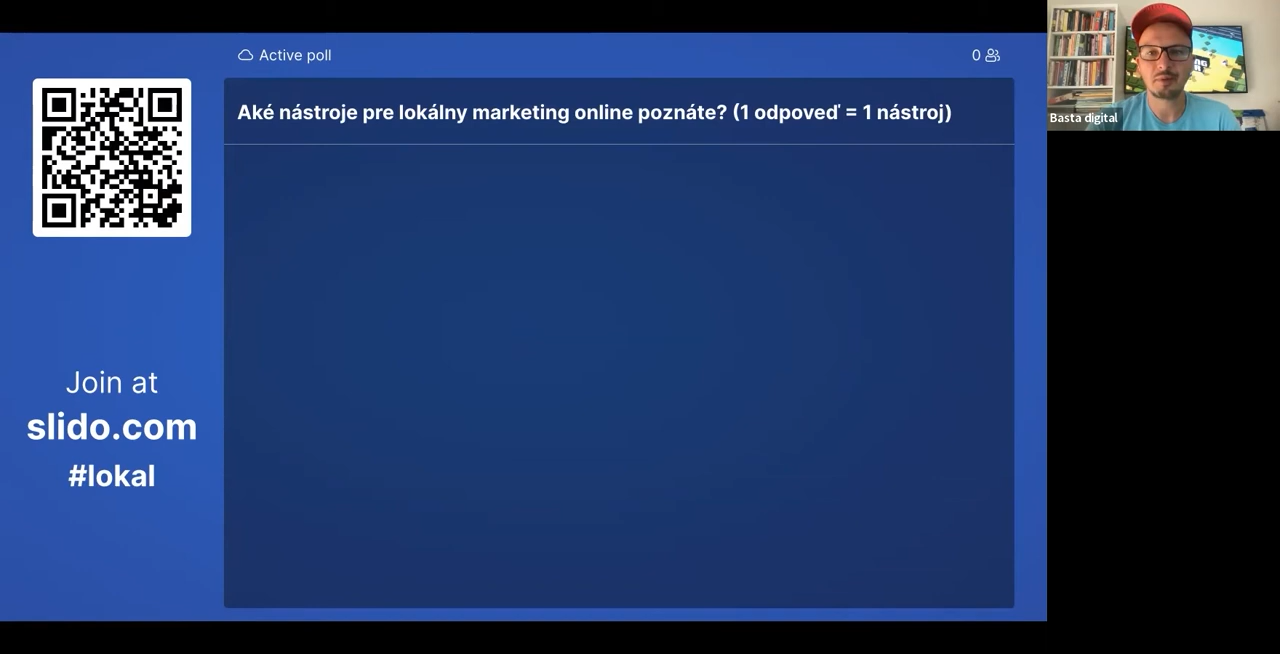 Active poll
0
Aké nástroje pre lokálny marketing online poznáte? (1 odpoveď = 1 nástroj)
Join at
slido.com
#lokal
Basta digital